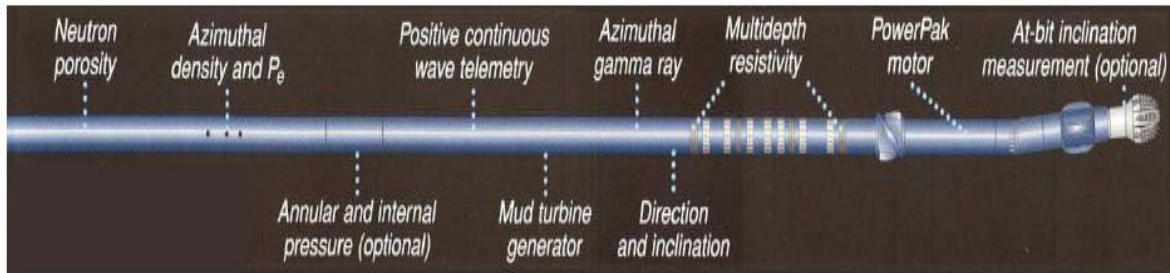 Neutron
porosity
Azimuthal
density and Pe
Positive continuous
wave telemetry
Azimuthal
gamma ray
Multidepth
resistivity
PowerPak
motor
At-bit inclination
measurement (optional)
Annular and internal
pressure (optional)
Mud turbine
generator
Direction
and inclination